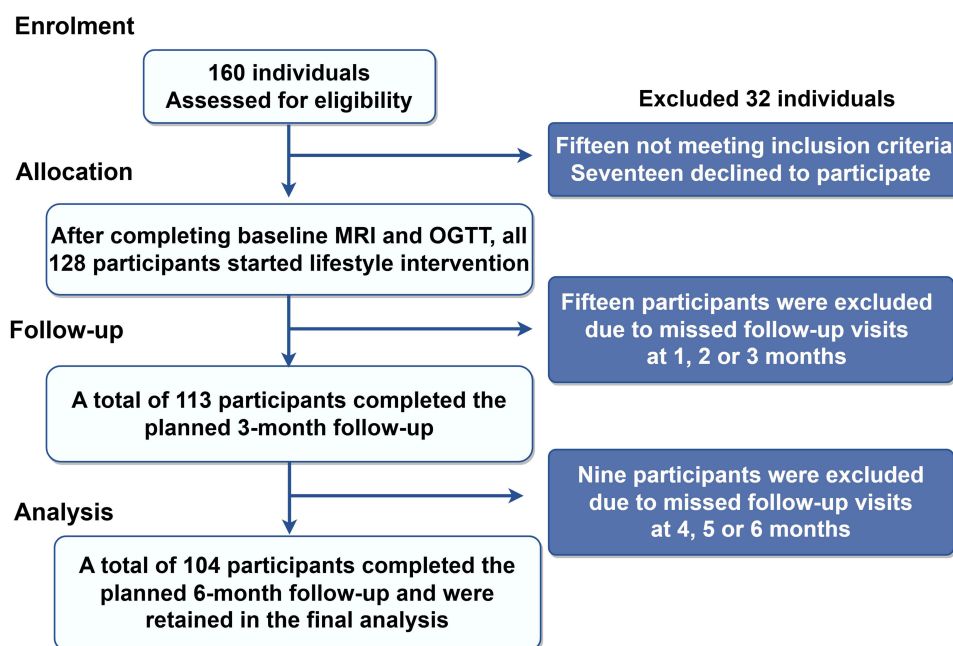 Enrolment
160 individuals
Assessed for eligibility
Excluded 32 individuals
Fifteen not meeting inclusion criteria
Seventeen declined to participate
Allocation
After completing baseline MRI and OGTT, all
128 participants started lifestyle intervention
Fifteen participants were excluded
due to missed follow-up visits
at 1, 2 or 3 months
Follow-up
A total of 113 participants completed the
planned 3-month follow-up
Nine participants were excluded
due to missed follow-up visits
at 4, 5 or 6 months
Analysis
A total of 104 participants completed the
planned 6-month follow-up and were
retained in the final analysis